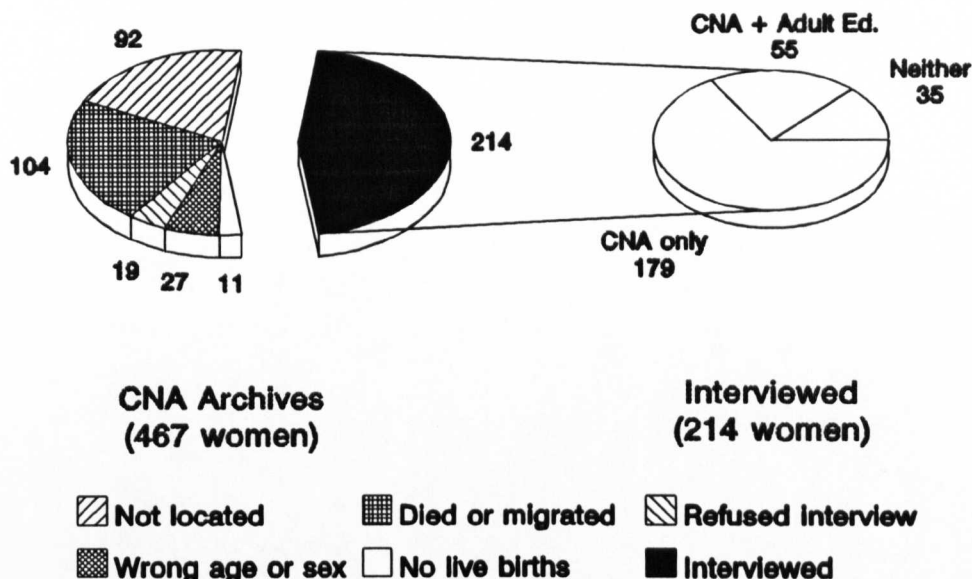 92
CNA + Adult Ed.
55
Neither
35
104
214
19
27
11
CNA only
179
CNA Archives
(467 women)
Interviewed
(214 women)
Not located
Died or migrated
Refused interview
Wrong age or sex
No live births
Interviewed